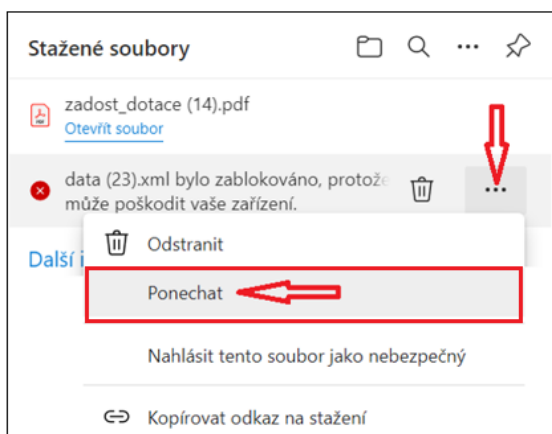 Stažené soubory
zadost_dotace (14).pdf
Otevřít soubor
data (23).xml bylo zablokováno, protože
může poškodit vaše zařízení.
Odstranit
Další i
Ponechat
Nahlásit tento soubor jako nebezpečný
Kopírovat odkaz na stažení